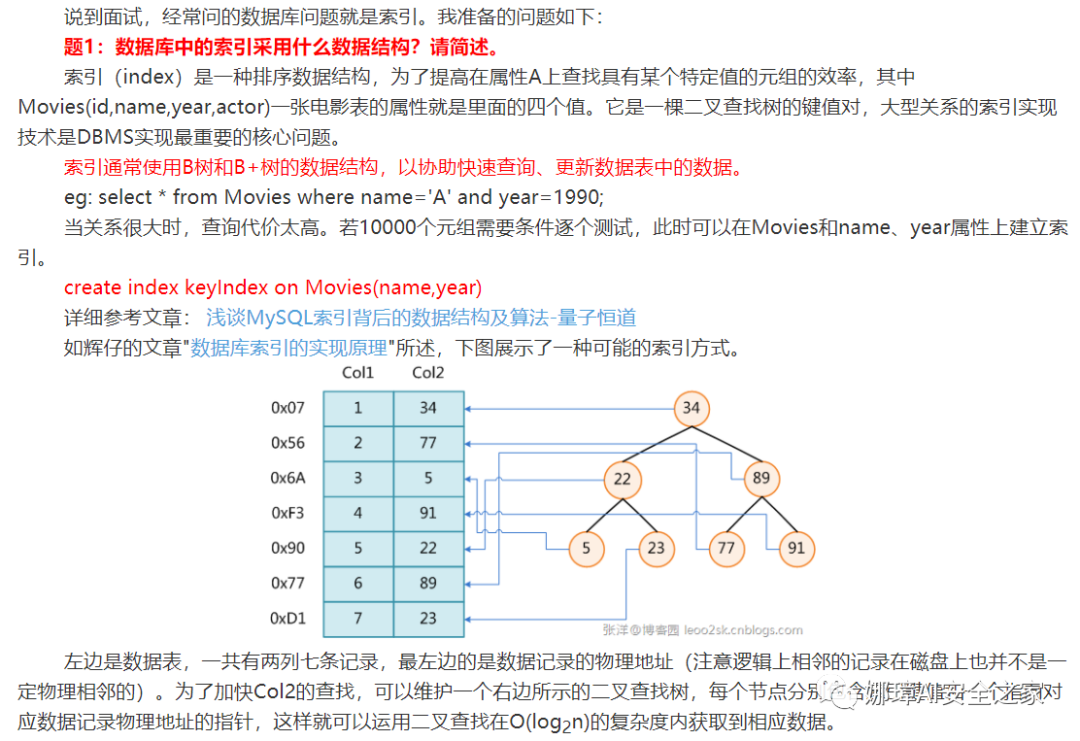 说到面试，经常问的数据库问题就是索引。我准备的问题如下：
题1：数据库中的索引采用什么数据结构？请简述。
索引（index）是一种排序数据结构，为了提高在属性A上查找具有某个特定值的元组的效率，其中
Movies(id,name,year,actor)一张电影表的属性就是里面的四个值。它是一棵二叉查找树的键值对，大型关系的索引实现
技术是DBMS实现最重要的核心问题。
索引通常使用B树和B+树的数据结构，以协助快速查询、更新数据表中的数据。
eg: select * from Movies where name='A' and year=1990;
当关系很大时，查询代价太高。若10000个元组需要条件逐个测试，此时可以在Movies和name、year属性上建立索
引。
create index keyIndex on Movies(name,year)
详细参考文章： 浅谈MySQL索引背后的数据结构及算法-量子恒道
如辉仔的文章"数据库索引的实现原理"所述，下图展示了一种可能的索引方式。
Col1 Col2
0x07 1 34
0x56 2 77
0x6A 3 5
0xF3 4 91
0x90 5 22
0x77 6 89
0xD1 7 23
34
22 89
5 23 77 91
张洋@博客园 leoo2sk.cnblogs.com
左边是数据表，一共有两列七条记录，最左边的是数据记录的物理地址（注意逻辑上相邻的记录在磁盘上也并不是一
定物理相邻的）。为了加快Col2的查找，可以维护一个右边所示的二叉查找树，每个节点分别
对
应数据记录物理地址的指针，这样就可以运用二叉查找在O(log₂n)的复杂度内获取到相应数据。
娜璋AI安全之家